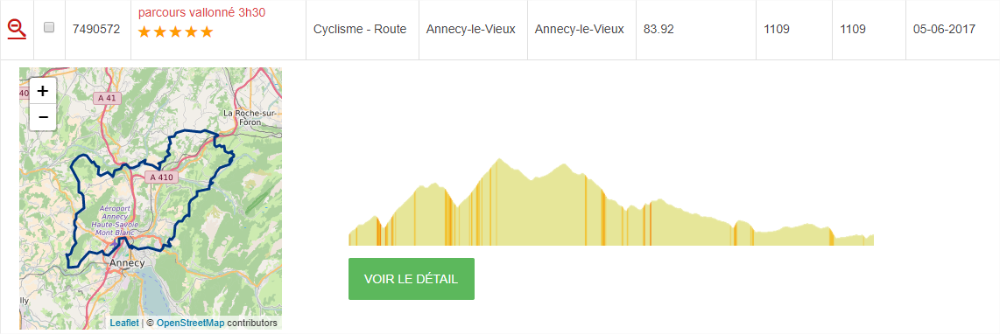 parcours vallonné 3h30
7490572
Cyclisme - Route
Annecy-le-Vieux
Annecy-le-Vieux
83.92
1109
1109
05-06-2017
+
−
40
A 41
La Roche-sur-
Foron
A 410
Aéroport
Annecy
Haute-Savoie
Mont Blanc
Annecy
lly
Leaflet | © OpenStreetMap contributors
VOIR LE DÉTAIL